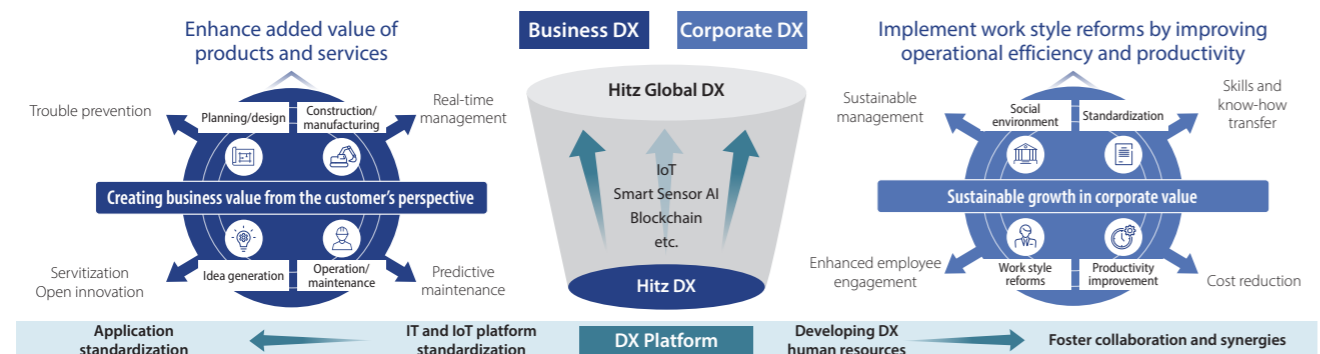 Enhance added value of
products and services
Business DX
Corporate DX
Implement work style reforms by improving
operational efficiency and productivity
Trouble prevention
Planning/design
Construction/
manufacturing
Real-time
management
Creating business value from the customer's perspective
Servitization
Open innovation
Idea generation
Operation/
maintenance
Predictive
maintenance
Hitz Global DX
IoT
Smart Sensor AI
Blockchain
etc.
Hitz DX
Sustainable
management
Social
environment
Standardization
Skills and
know-how
transfer
Sustainable growth in corporate value
Enhanced employee
engagement
Work style
reforms
Productivity
improvement
Cost reduction
Application
standardization
IT and IoT platform
standardization
DX Platform
Developing DX
human resources
Foster collaboration and synergies